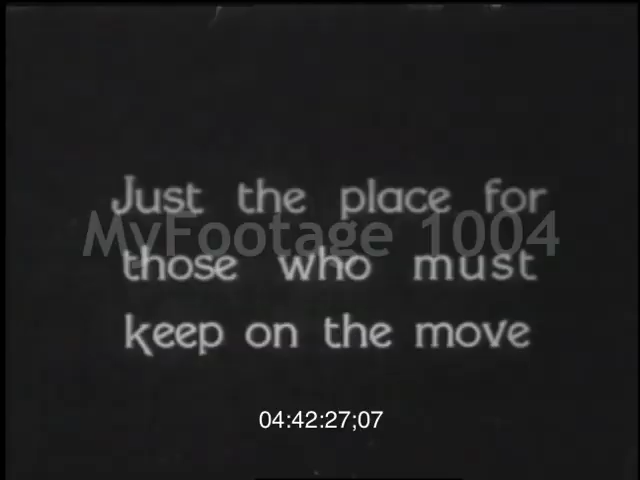 Just the place for
MyFootage 1004
those who must
keep on the move
04:42:27;07